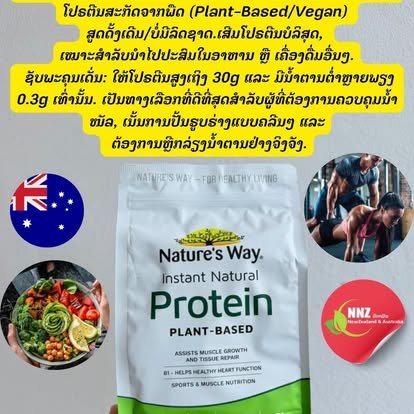 ໂປຣຕີນສະກັດຈາກພືດ (Plant-Based/Vegan)
ສູດດັ້ງເດີມ/ບໍ່ມີລົດຊາດ.ເສີມໂປຣຕີນບໍລິສຸດ,
ເໝາະສຳລັບນຳໄປປະສົມໃນອາຫານ ຫຼື ເຄື່ອງດື່ມອື່ນໆ.
ຊັບພະຄຸນເດັ່ນ: ໃຫ້ໂປຣຕີນສູງເຖິງ 30g ແລະ ມີນ້ຳຕານຕ່ຳຫຼາຍພຽງ
0.3g ເທົ່ານັ້ນ. ເປັນທາງເລືອກທີ່ດີທີ່ສຸດສຳລັບຜູ້ທີ່ຕ້ອງການຄວບຄຸມນ້ຳ
ໜັລ, ເນັ້ນການປັ້ນຮູບຮ່າງແບບຄລີນໆ ແລະ
ຕ້ອງການຫຼີກລ່ຽງນ້ຳຕານຢ່າງຈິງຈັງ.
NATURE'S WAY – FOR HEALTHY LIVING
Nature's Way®
Instant Natural
Protein
PLANT-BASED
ASSISTS MUSCLE GROWTH
AND TISSUE REPAIR
B1 - HELPS HEALTHY HEART FUNCTION
SPORTS & MUSCLE NUTRITION
NNZ
NewZealand & Australia